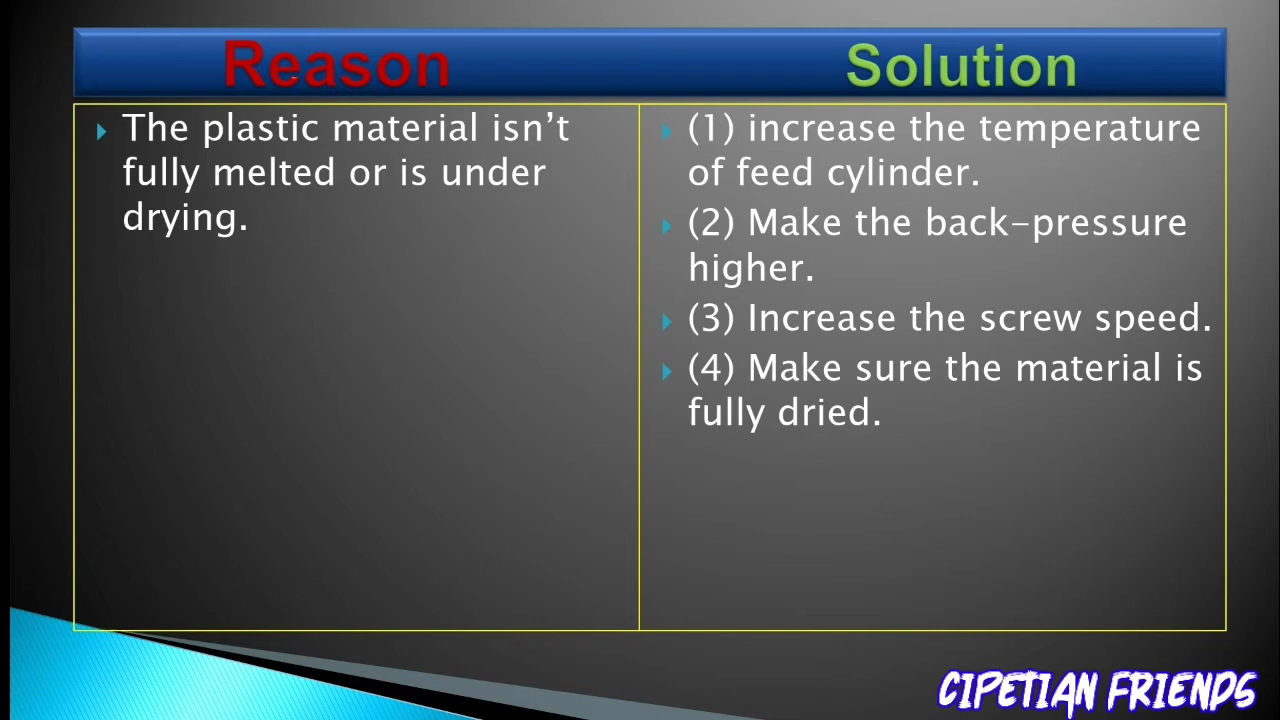 Reason
Solution
The plastic material isn’t
fully melted or is under
drying.
(1) increase the temperature
of feed cylinder.
(2) Make the back-pressure
higher.
(3) Increase the screw speed.
(4) Make sure the material is
fully dried.
CIPETIAN FRIENDS